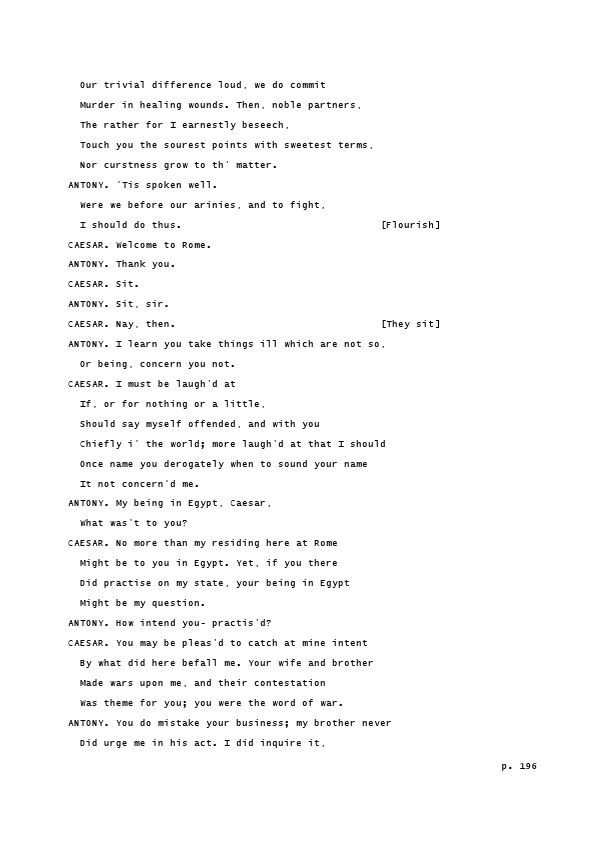 Our trivial difference loud, we do commit
Murder in healing wounds. Then, noble partners,
The rather for I earnestly beseech,
Touch you the sourest points with sweetest terms,
Nor curstness grow to th' matter.
ANTONY. 'Tis spoken well.
Were we before our arinies, and to fight,
I should do thus. [Flourish]
CAESAR. Welcome to Rome.
ANTONY. Thank you.
CAESAR. Sit.
ANTONY. Sit, sir.
CAESAR. Nay, then. [They sit]
ANTONY. I learn you take things ill which are not so,
Or being, concern you not.
CAESAR. I must be laugh'd at
If, or for nothing or a little,
Should say myself offended, and with you
Chiefly i' the world; more laugh'd at that I should
Once name you derogately when to sound your name
It not concern'd me.
ANTONY. My being in Egypt, Caesar,
What was't to you?
CAESAR. No more than my residing here at Rome
Might be to you in Egypt. Yet, if you there
Did practise on my state, your being in Egypt
Might be my question.
ANTONY. How intend you- practis'd?
CAESAR. You may be pleas'd to catch at mine intent
By what did here befall me. Your wife and brother
Made wars upon me, and their contestation
Was theme for you; you were the word of war.
ANTONY. You do mistake your business; my brother never
Did urge me in his act. I did inquire it,
p. 196